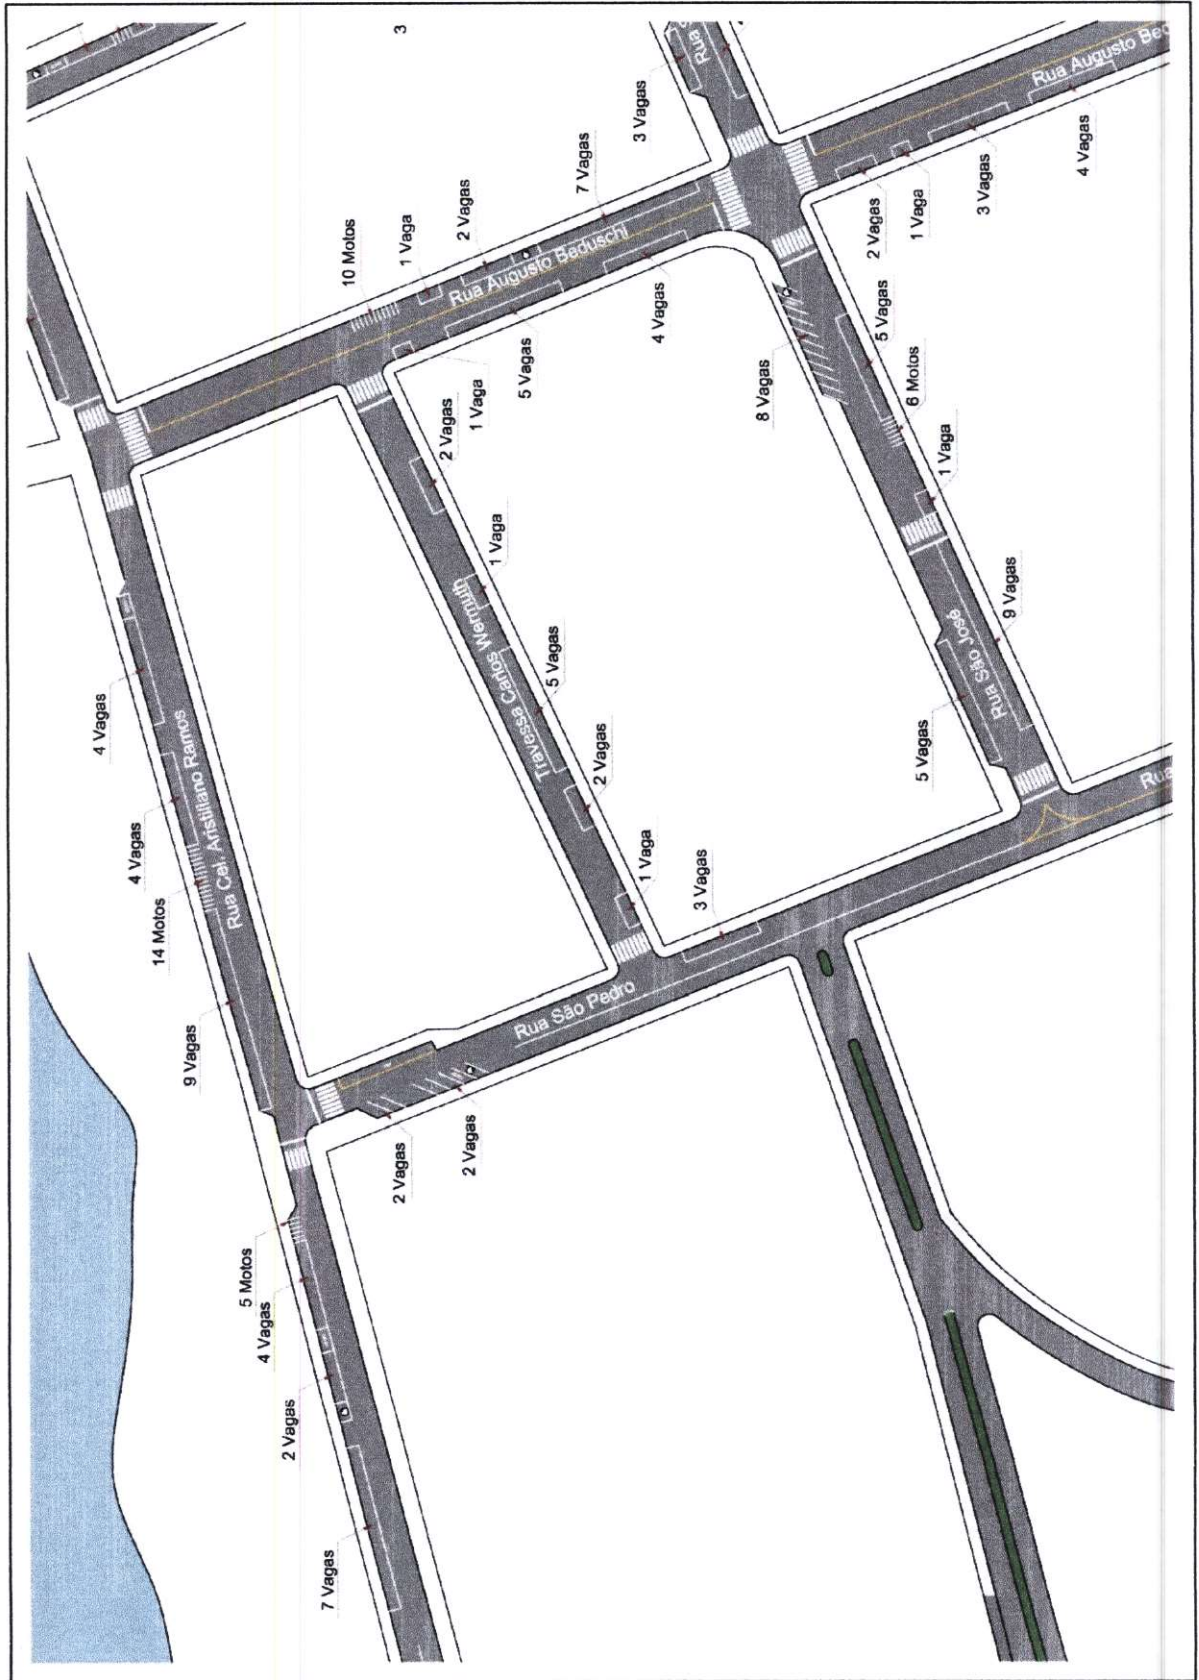 3
3 Vagas
Rua
Rua Augusto Bed
7 Vagas
4 Vagas
3 Vagas
1 Vaga
2 Vagas
2 Vagas
1 Vaga
10 Motos
Rua Augusto Beduschi
4 Vagas
5 Vagas
1 Vaga
2 Vagas
8 Vagas
5 Vagas
6 Motos
1 Vaga
1 Vaga
Travessa Carlos Wermuth
5 Vagas
2 Vagas
1 Vaga
9 Vagas
Rua São José
5 Vagas
4 Vagas
Rua Cel. Aristiliano Ramos
4 Vagas
14 Motos
9 Vagas
3 Vagas
Rua São Pedro
Rua
2 Vagas
2 Vagas
5 Motos
4 Vagas
2 Vagas
7 Vagas